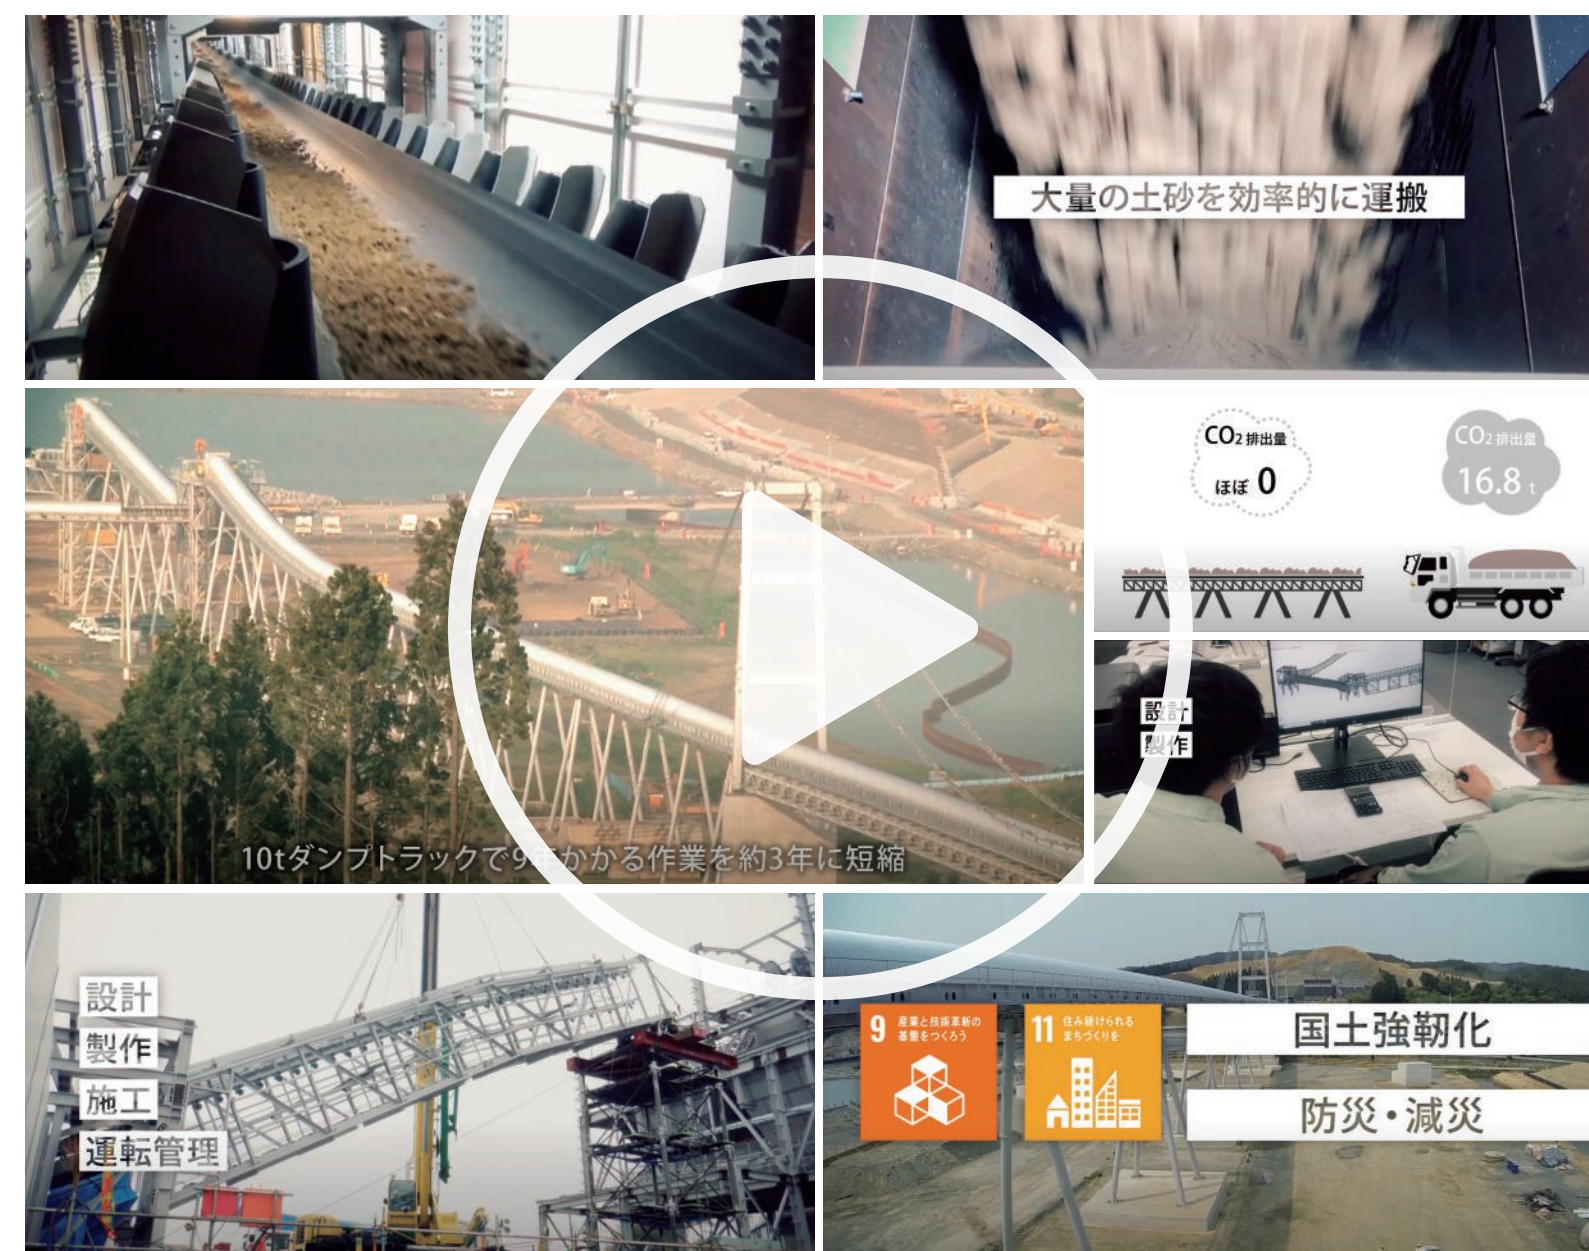 大量の土砂を効率的に運搬
CO2 排出量
ほぼ 0
CO2 排出量
16.8 t
設計
製作
10tダンプトラックで9年かかる作業を約3年に短縮
設計
製作
施工
運転管理
9 産業と技術革新の
基盤をつくろう
11 住み続けられる
まちづくりを
国土強靭化
防災・減災